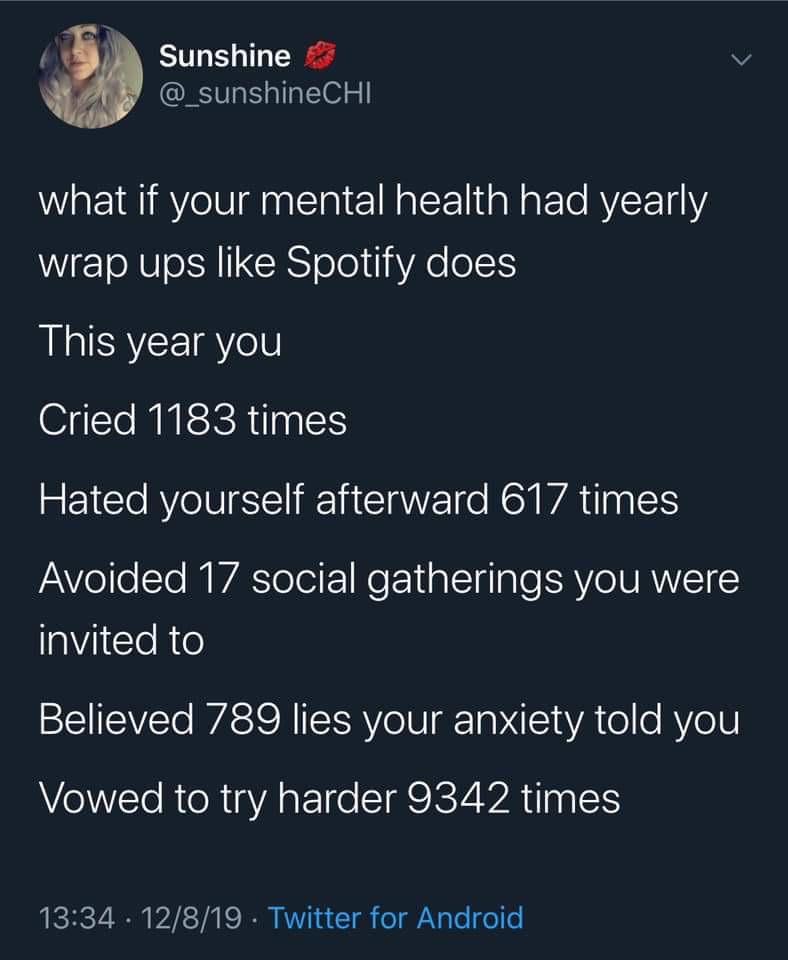 Sunshine 💋
@_sunshineCHI
what if your mental health had yearly
wrap ups like Spotify does
This year you
Cried 1183 times
Hated yourself afterward 617 times
Avoided 17 social gatherings you were
invited to
Believed 789 lies your anxiety told you
Vowed to try harder 9342 times
13:34 · 12/8/19 · Twitter for Android